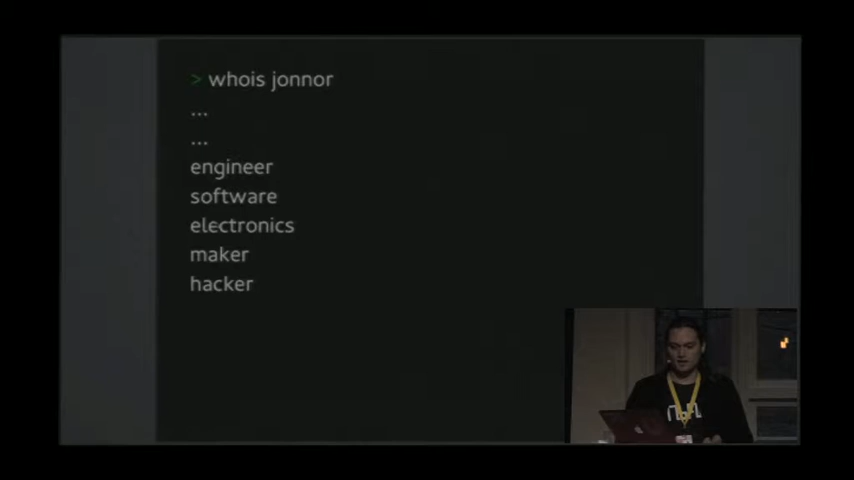 > whois jonnor
...
...
engineer
software
electronics
maker
hacker